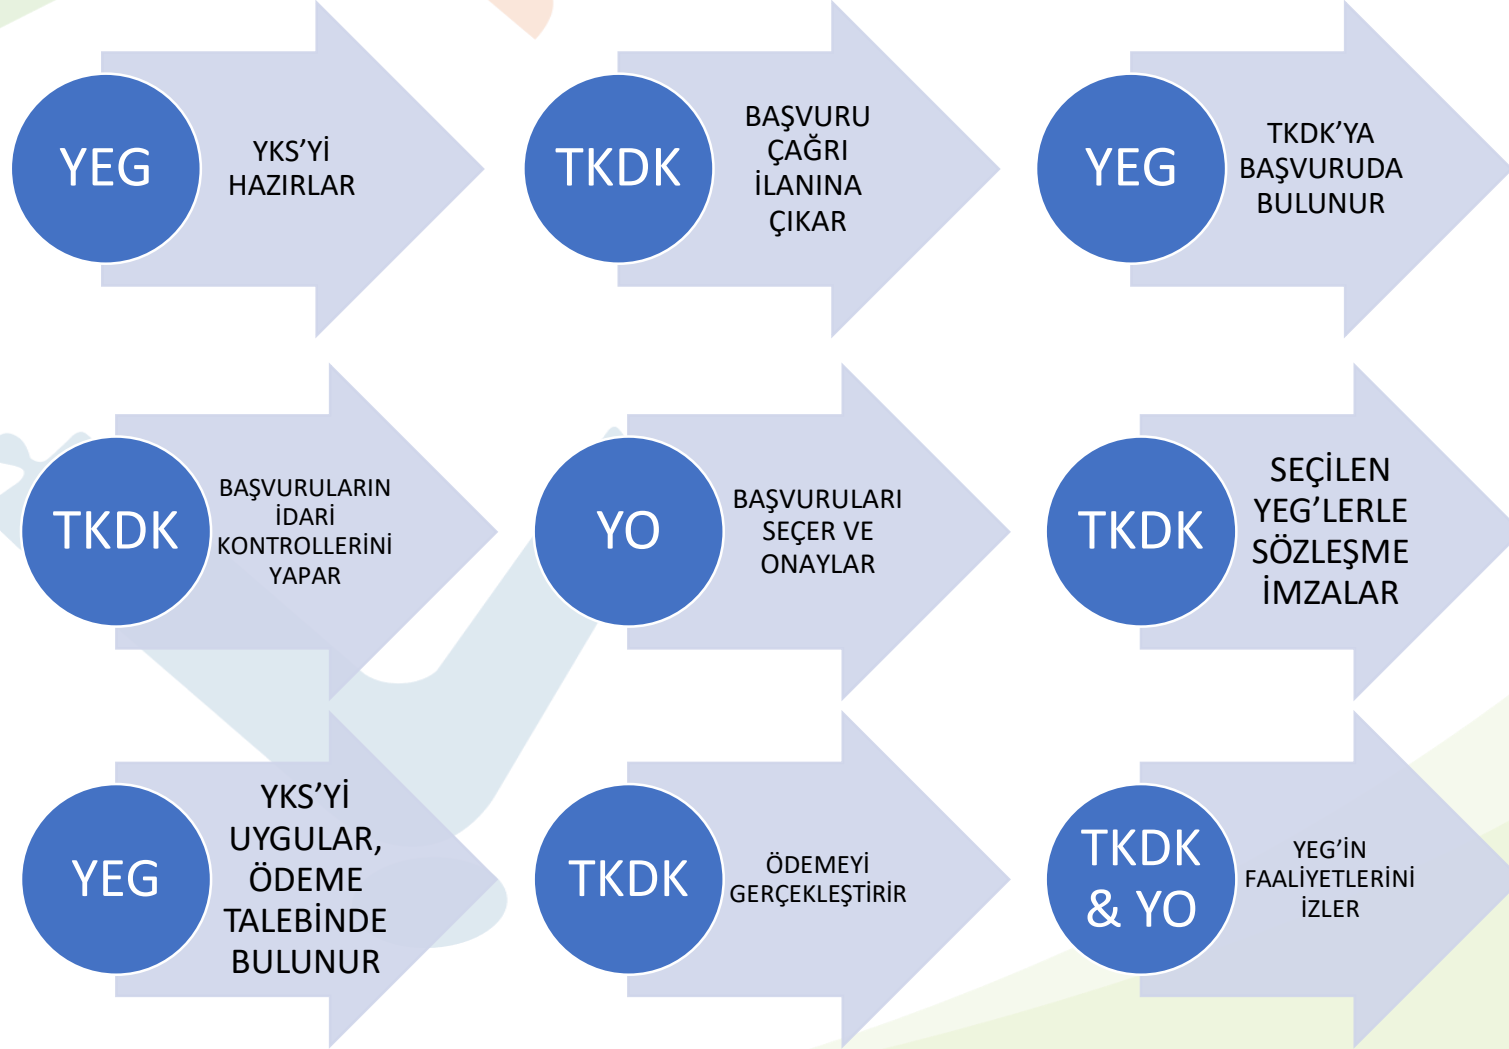 YEG
YKS’Yİ
HAZIRLAR
TKDK
BAŞVURU
ÇAĞRI
İLANINA
ÇIKAR
YEG
TKDK’YA
BAŞVURUDA
BULUNUR
TKDK
BAŞVURULARIN
İDARİ
KONTROLLERİNİ
YAPAR
YO
BAŞVURULARI
SEÇER VE
ONAYLAR
TKDK
SEÇİLEN
YEG’LERLE
SÖZLEŞME
İMZALAR
YEG
YKS’Yİ
UYGULAR,
ÖDEME
TALEBİNDE
BULUNUR
TKDK
ÖDEMEYİ
GERÇEKLEŞTİRİR
TKDK
& YO
YEG’İN
FAALİYETLERİNİ
İZLER